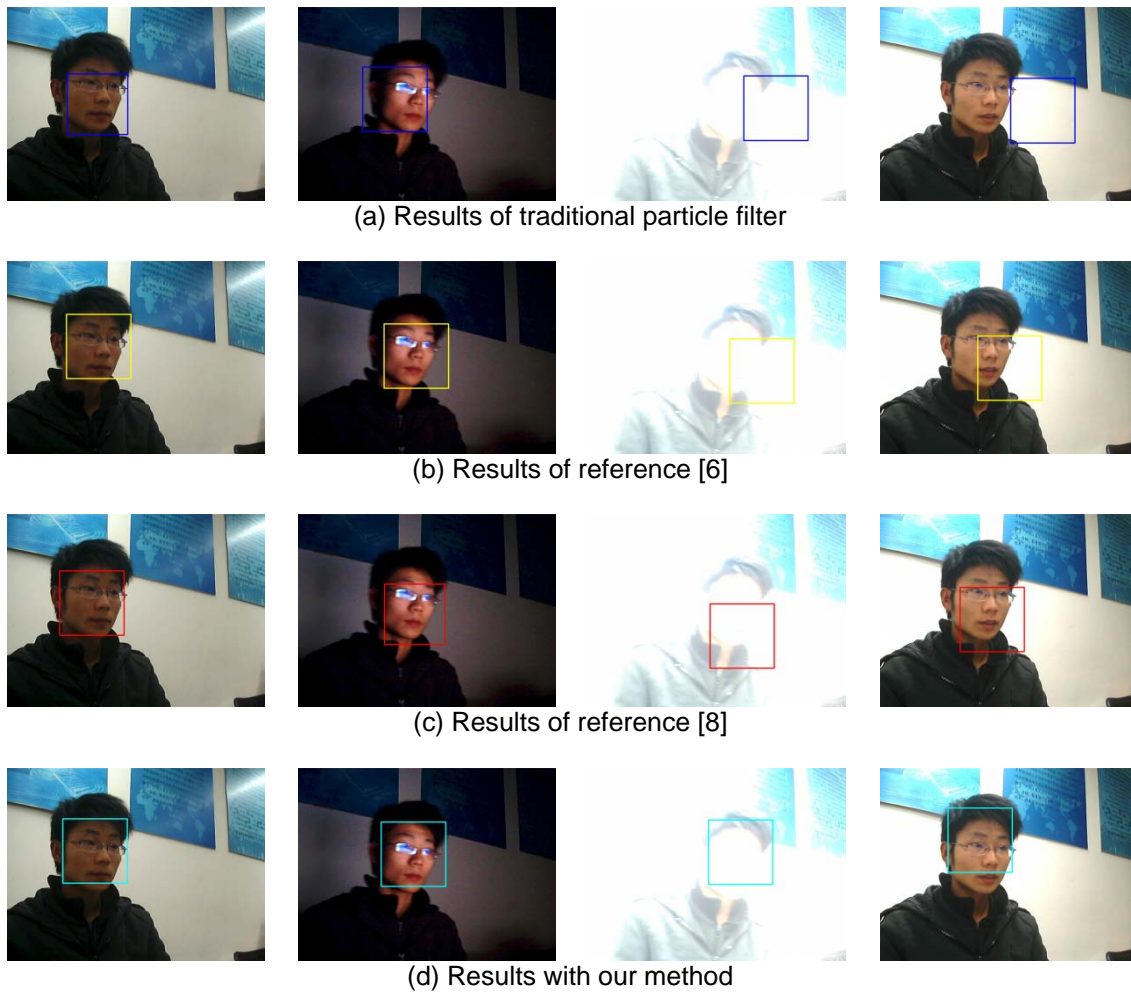 (a) Results of traditional particle filter
(b) Results of reference [6]
(c) Results of reference [8]
(d) Results with our method